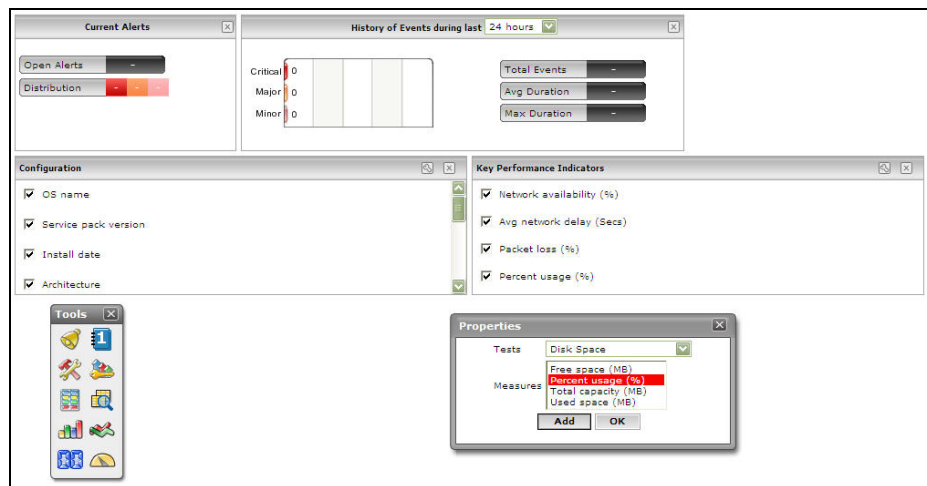 Current Alerts
History of Events during last 24 hours
Open Alerts -
Distribution - - -
Critical 0
Major 0
Minor 0
Total Events -
Avg Duration -
Max Duration -
Configuration
OS name
Service pack version
Install date
Architecture
Key Performance Indicators
Network availability (%)
Avg network delay (Secs)
Packet loss (%)
Percent usage (%)
Tools
1
Properties
Tests Disk Space
Measures
Free space (MB)
Percent usage (%)
Total capacity (MB)
Used space (MB)
Add OK